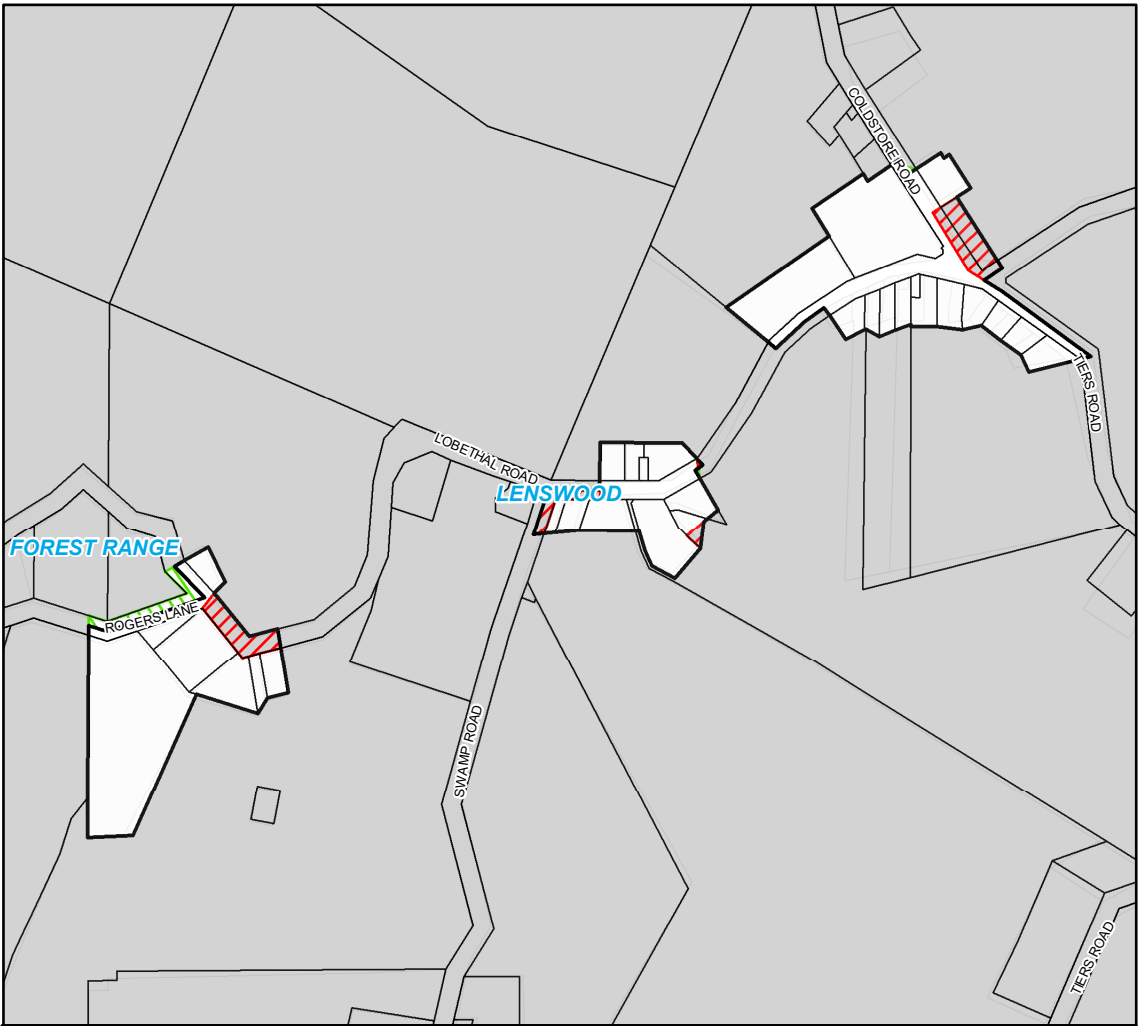 COLDSTORE ROAD
TIERS ROAD
LOBETHAL ROAD
LENSWOOD
FOREST RANGE
ROGERS LANE
SWAMP ROAD
TIERS ROAD